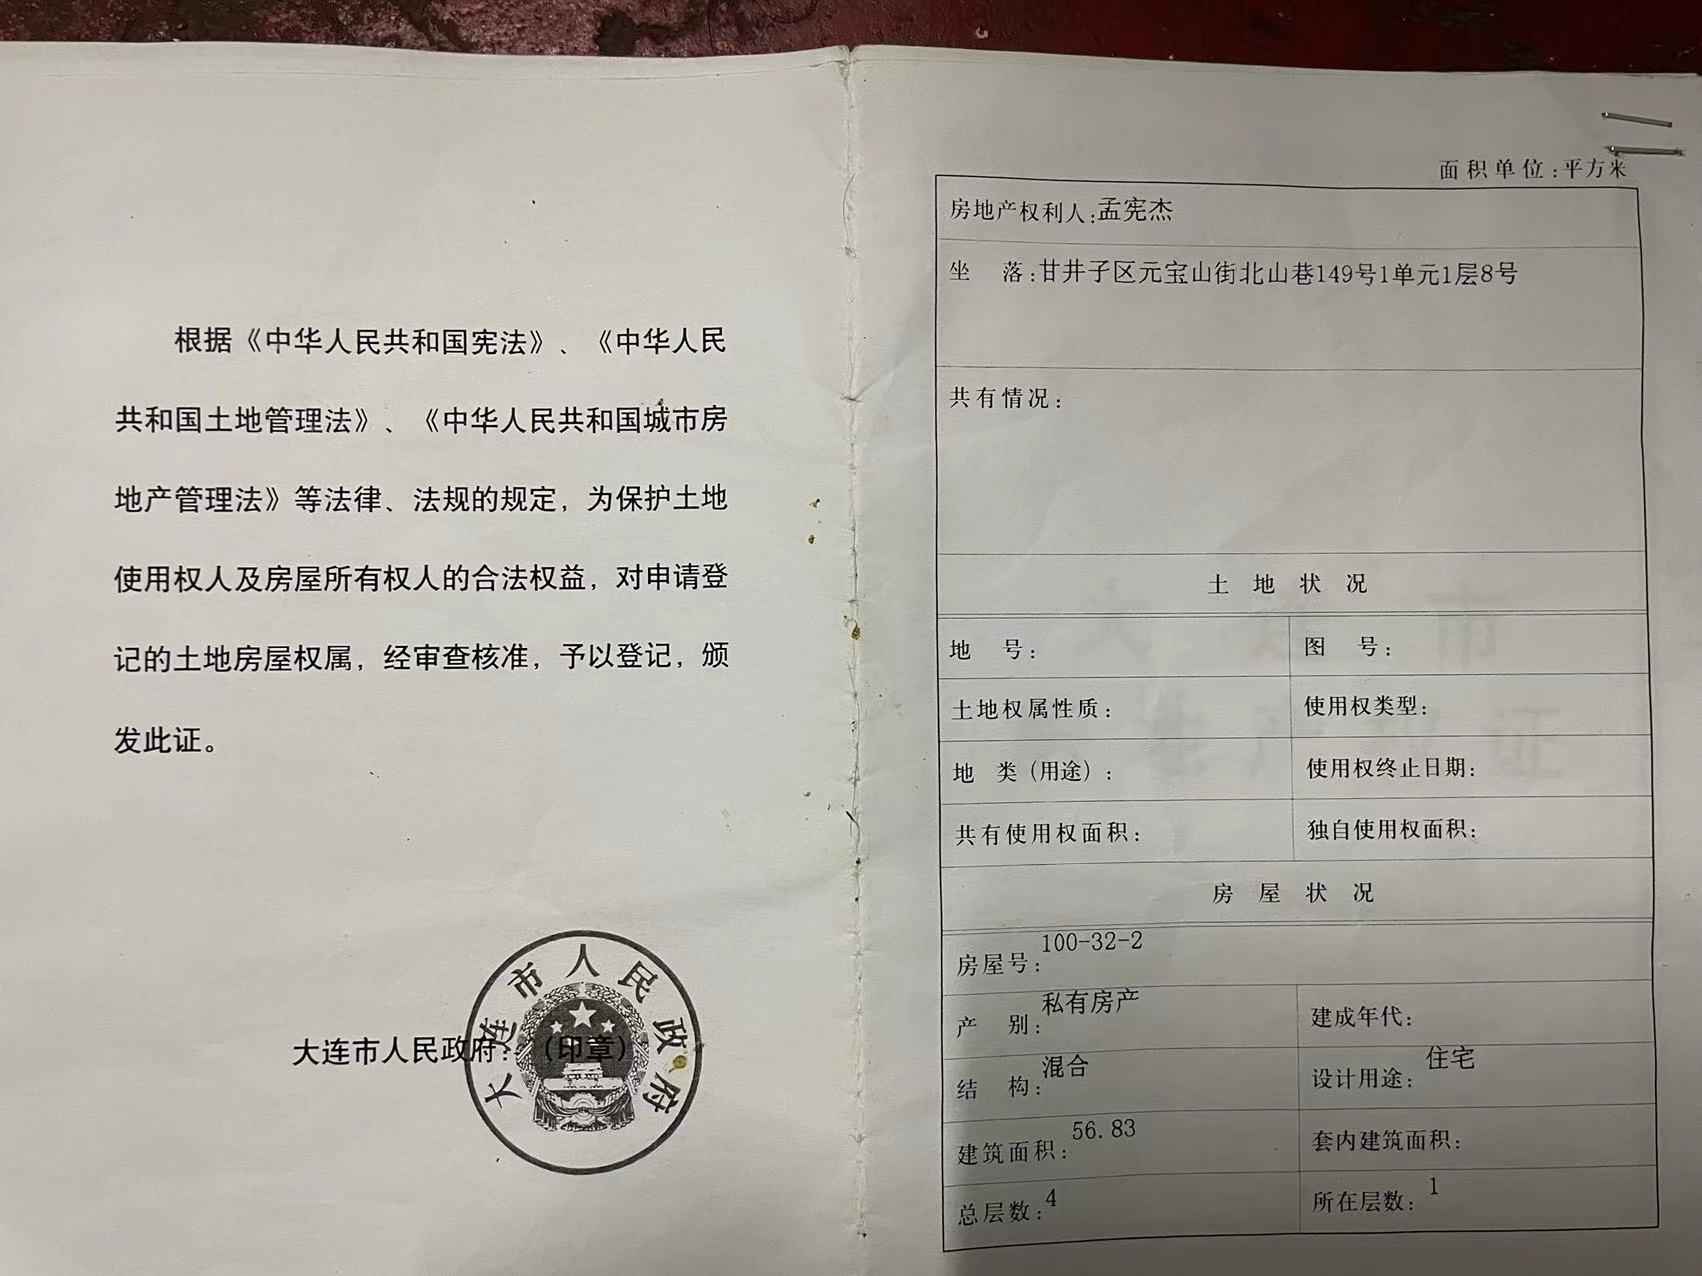 根据《中华人民共和国宪法》、《中华人民
共和国土地管理法》、《中华人民共和国城市房
地产管理法》等法律、法规的规定，为保护土地
使用权人及房屋所有权人的合法权益，对申请登
记的土地房屋权属，经审查核准，予以登记，颁
发此证。
大连市人民政府：（印章）
大连市人民政府
面积单位:平方米
房地产权利人:孟宪杰
坐 落:甘井子区元宝山街北山巷149号1单元1层8号
共有情况:
土地状况
地 号: 图 号:
土地权属性质: 使用权类型:
地 类(用途): 使用权终止日期:
共有使用权面积: 独自使用权面积:
房屋状况
房屋号:100-32-2
产 别:私有房产 建成年代:
结 构:混合 设计用途:住宅
建筑面积:56.83 套内建筑面积:
总层数:4 所在层数:1